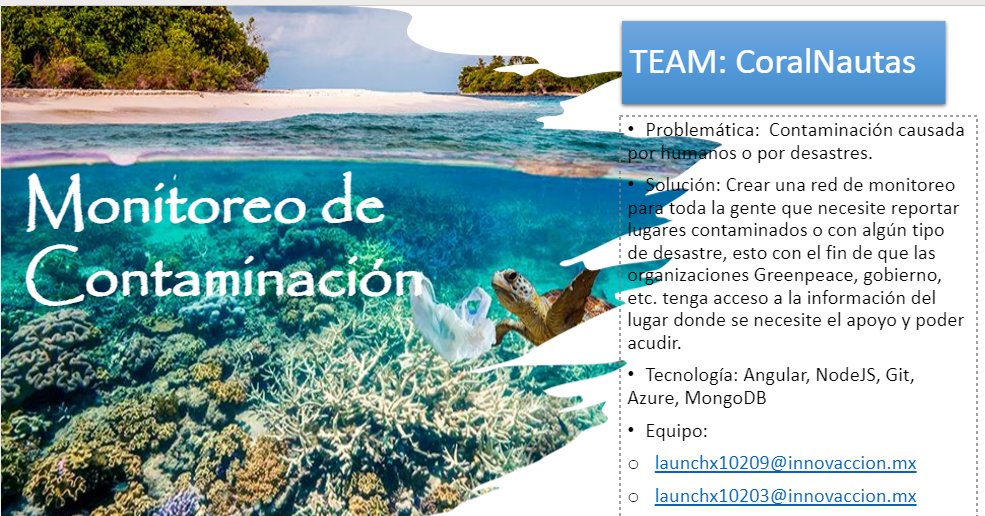 TEAM: CoralNautas
Monitoreo de
Contaminación
• Problemática: Contaminación causada
por humanos o por desastres.
• Solución: Crear una red de monitoreo
para toda la gente que necesite reportar
lugares contaminados o con algún tipo
de desastre, esto con el fin de que las
organizaciones Greenpeace, gobierno,
etc. tenga acceso a la información del
lugar donde se necesite el apoyo y poder
acudir.
• Tecnología: Angular, NodeJS, Git,
Azure, MongoDB
• Equipo:
o launchx10209@innovaccion.mx
o launchx10203@innovaccion.mx